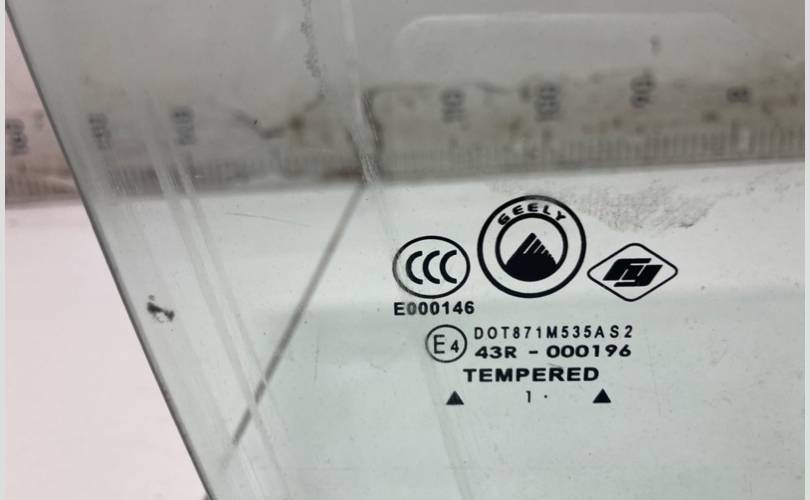 GEELY
CCC
E000146
E4 DOT871M535AS2
43R - 000196
TEMPERED
1 ·